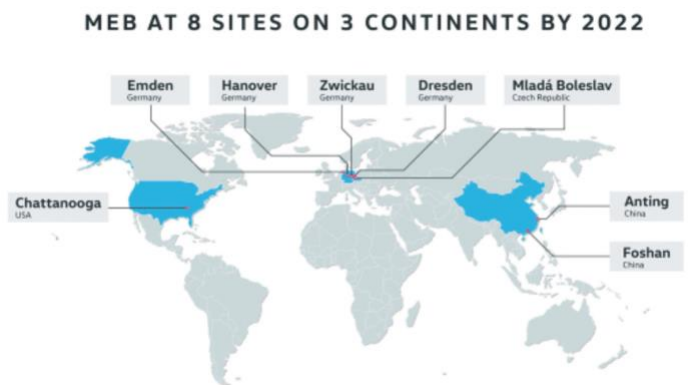 MEB AT 8 SITES ON 3 CONTINENTS BY 2022
Emden
Germany
Hanover
Germany
Zwickau
Germany
Dresden
Germany
Mladá Boleslav
Czech Republic
Chattanooga
USA
Anting
China
Foshan
China